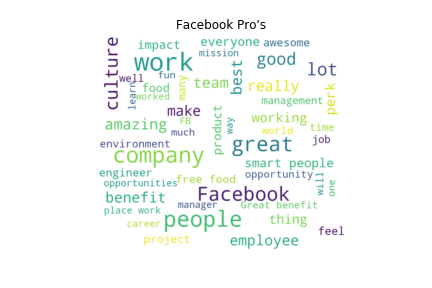 Facebook Pro's
impact everyone awesome
culture work mission good best lot
well fun team really perk
learn food many management
worked
amazing make FB product way working time
much world job
environment great
company smart people
engineer free food opportunity will one
opportunities Facebook
benefit manager Great benefit
place work people thing
career feel
project employee